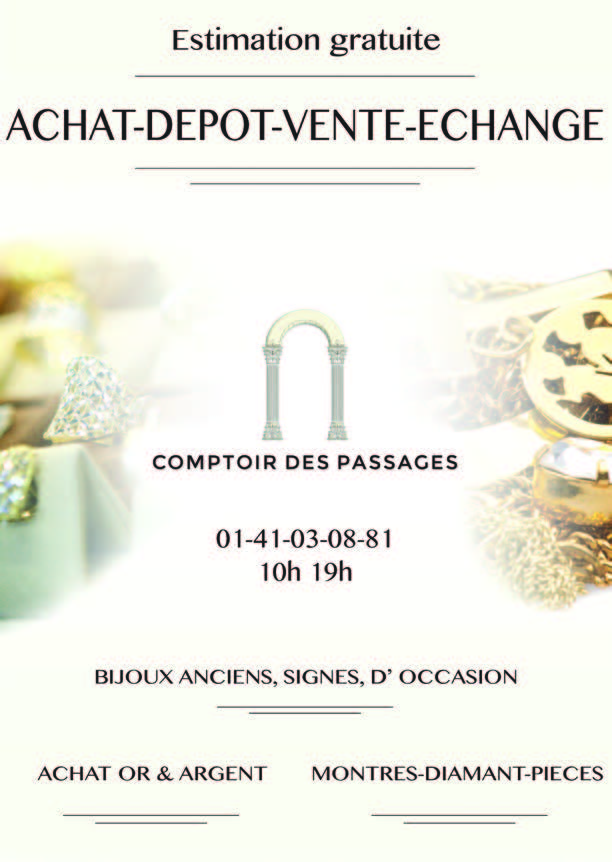 Estimation gratuite
ACHAT-DEPOT-VENTE-ECHANGE
COMPTOIR DES PASSAGES
01-41-03-08-81
10h 19h
BIJOUX ANCIENS, SIGNES, D' OCCASION
ACHAT OR & ARGENT
MONTRES-DIAMANT-PIECES